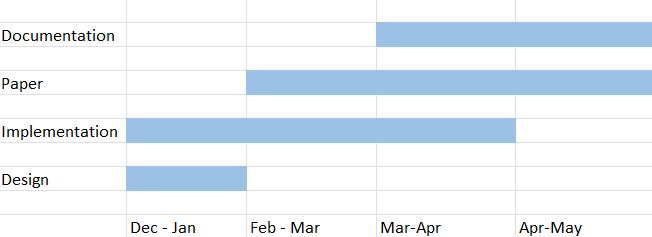 Documentation
Paper
Implementation
Design
Dec - Jan Feb - Mar Mar-Apr Apr-May